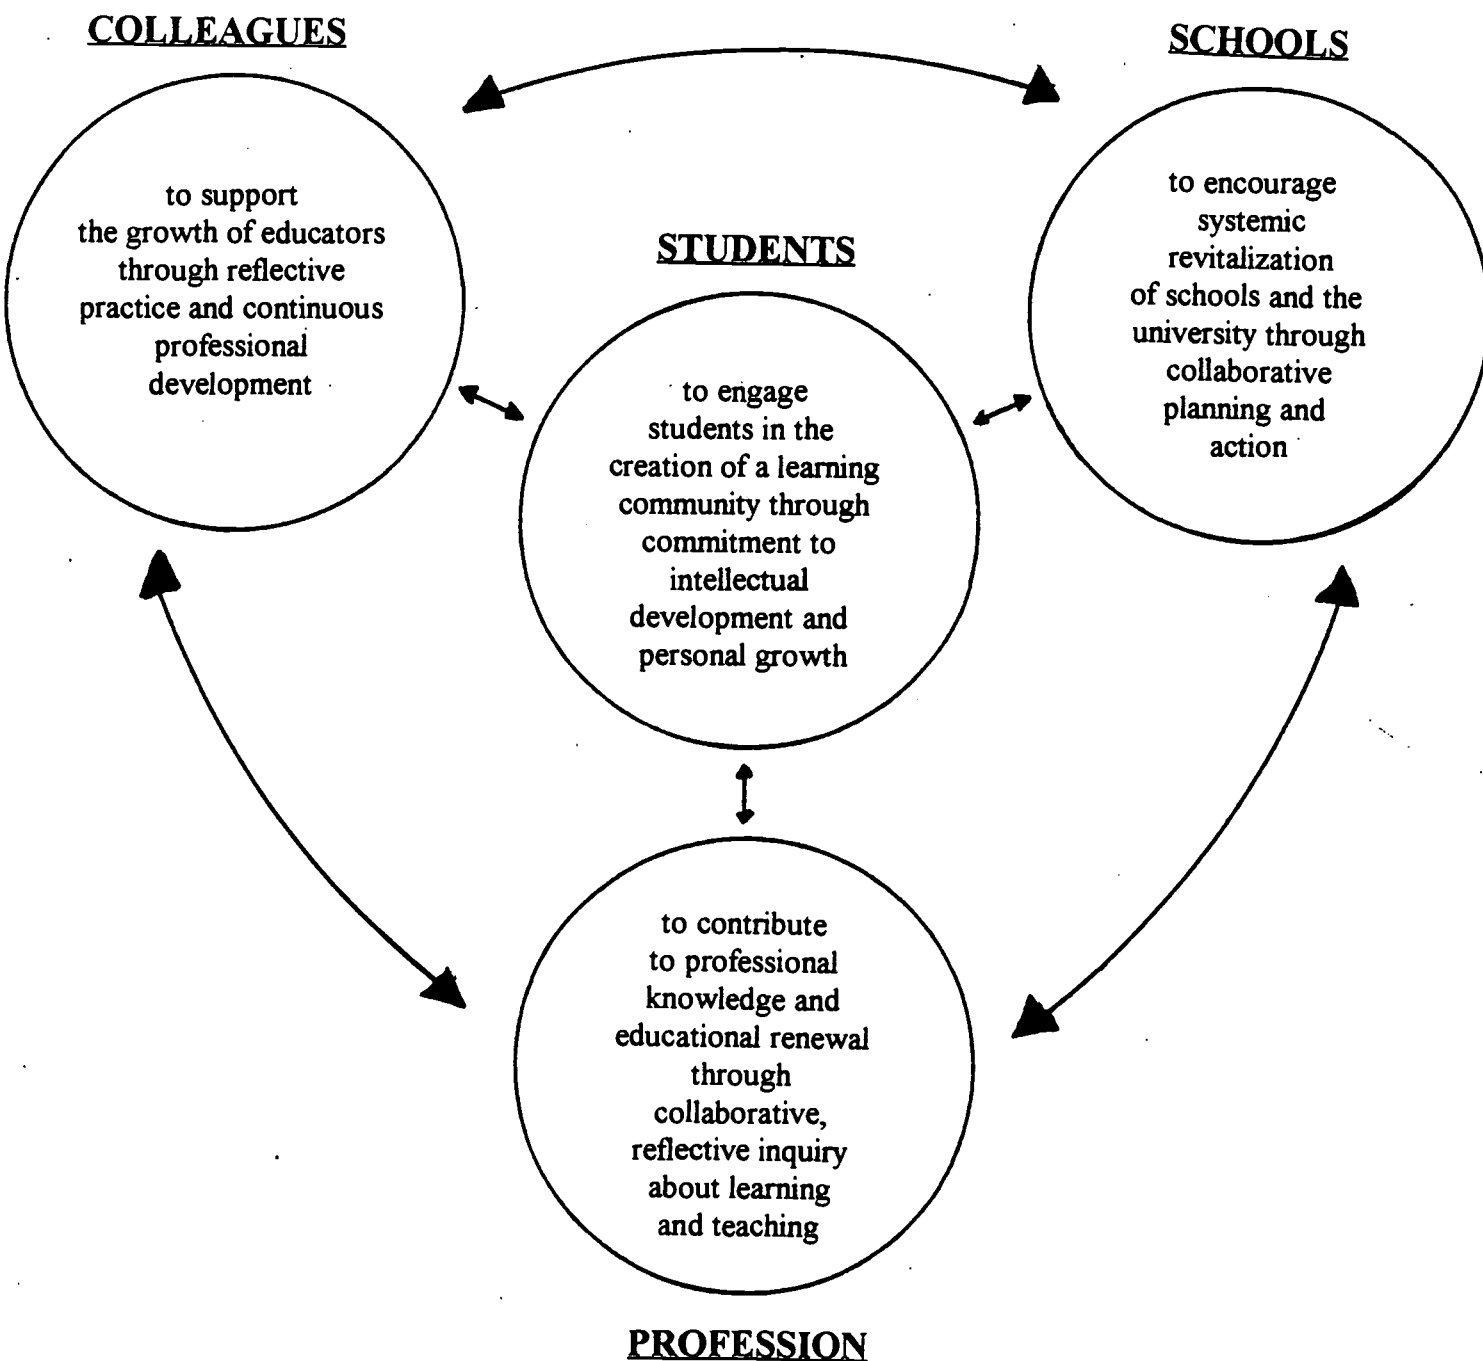 COLLEAGUES
to support
the growth of educators
through reflective
practice and continuous
professional
development
SCHOOLS
to encourage
systemic
revitalization
of schools and the
university through
collaborative
planning and
action
STUDENTS
to engage
students in the
creation of a learning
community through
commitment to
intellectual
development and
personal growth
to contribute
to professional
knowledge and
educational renewal
through
collaborative,
reflective inquiry
about learning
and teaching
PROFESSION